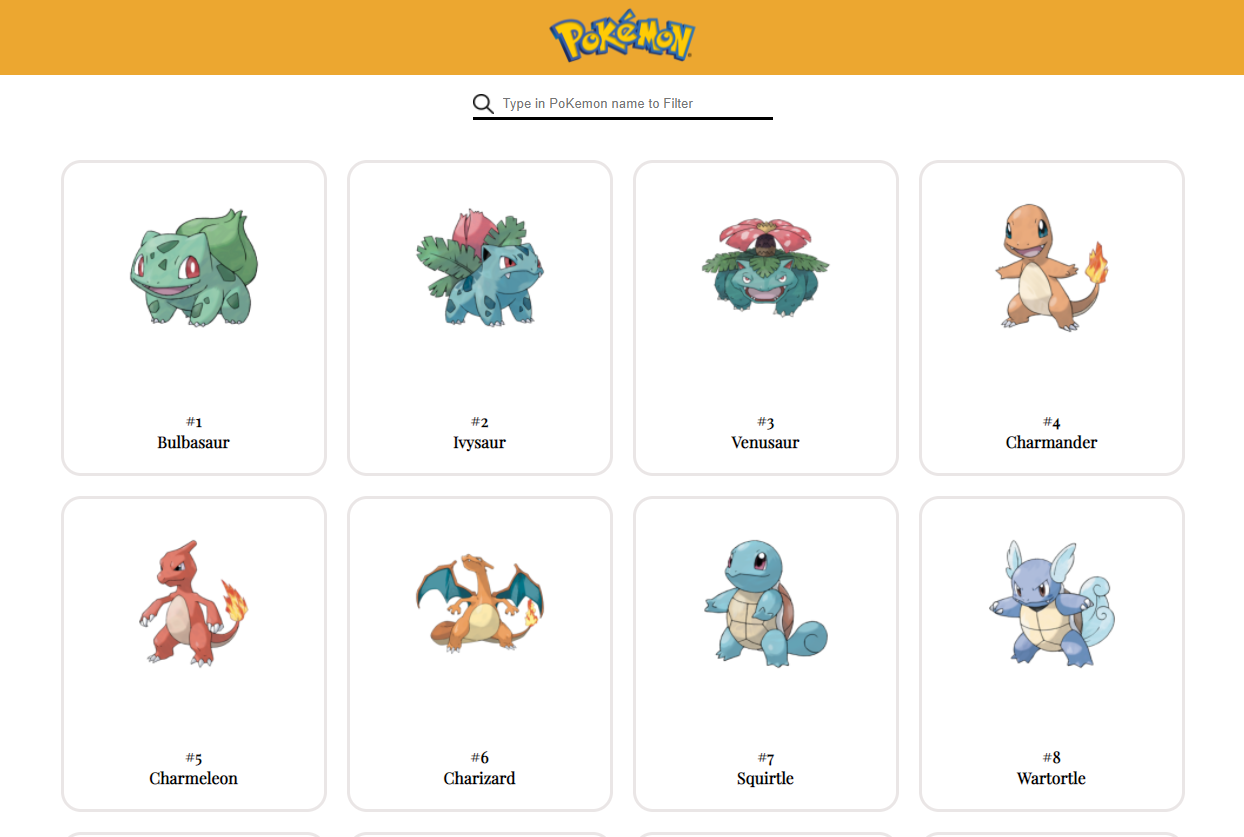 POKéMON
Type in PoKemon name to Filter
#1
Bulbasaur
#2
Ivysaur
#3
Venusaur
#4
Charmander
#5
Charmeleon
#6
Charizard
#7
Squirtle
#8
Wartortle